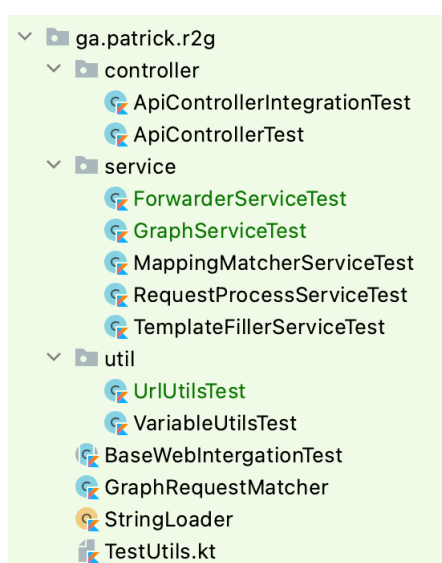 ga.patrick.r2g
controller
ApiControllerIntegrationTest
ApiControllerTest
service
ForwarderServiceTest
GraphServiceTest
MappingMatcherServiceTest
RequestProcessServiceTest
TemplateFillerServiceTest
util
UrlUtilsTest
VariableUtilsTest
BaseWebIntergationTest
GraphRequestMatcher
StringLoader
TestUtils.kt